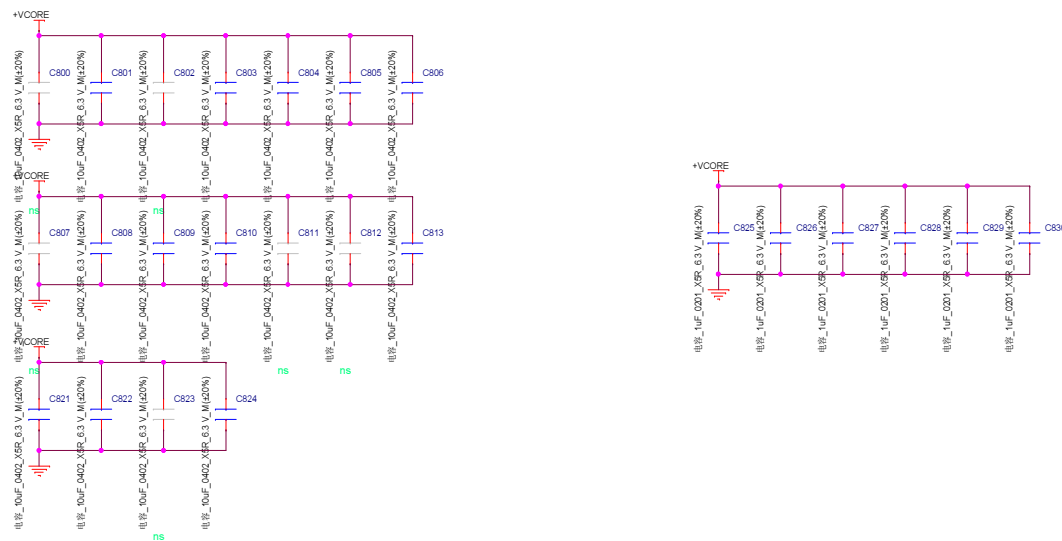 +VCORE
C800
C801
C802
C803
C804
C805
C806
电容_10uF_0402_X5R_6.3 V_M(±20%)
电容_10uF_0402_X5R_6.3 V_M(±20%)
电容_10uF_0402_X5R_6.3 V_M(±20%)
电容_10uF_0402_X5R_6.3 V_M(±20%)
电容_10uF_0402_X5R_6.3 V_M(±20%)
电容_10uF_0402_X5R_6.3 V_M(±20%)
电容_10uF_0402_X5R_6.3 V_M(±20%)
ns
ns
+VCORE
C807
C808
C809
C810
C811
C812
C813
电容_10uF_0402_X5R_6.3 V_M(±20%)
电容_10uF_0402_X5R_6.3 V_M(±20%)
电容_10uF_0402_X5R_6.3 V_M(±20%)
电容_10uF_0402_X5R_6.3 V_M(±20%)
电容_10uF_0402_X5R_6.3 V_M(±20%)
电容_10uF_0402_X5R_6.3 V_M(±20%)
电容_10uF_0402_X5R_6.3 V_M(±20%)
ns
ns
ns
+VCORE
C821
C822
C823
C824
电容_10uF_0402_X5R_6.3 V_M(±20%)
电容_10uF_0402_X5R_6.3 V_M(±20%)
电容_10uF_0402_X5R_6.3 V_M(±20%)
电容_10uF_0402_X5R_6.3 V_M(±20%)
ns
+VCORE
C825
C826
C827
C828
C829
C830
电容_1uF_0201_X5R_6.3 V_M(±20%)
电容_1uF_0201_X5R_6.3 V_M(±20%)
电容_1uF_0201_X5R_6.3 V_M(±20%)
电容_1uF_0201_X5R_6.3 V_M(±20%)
电容_1uF_0201_X5R_6.3 V_M(±20%)
电容_1uF_0201_X5R_6.3 V_M(±20%)